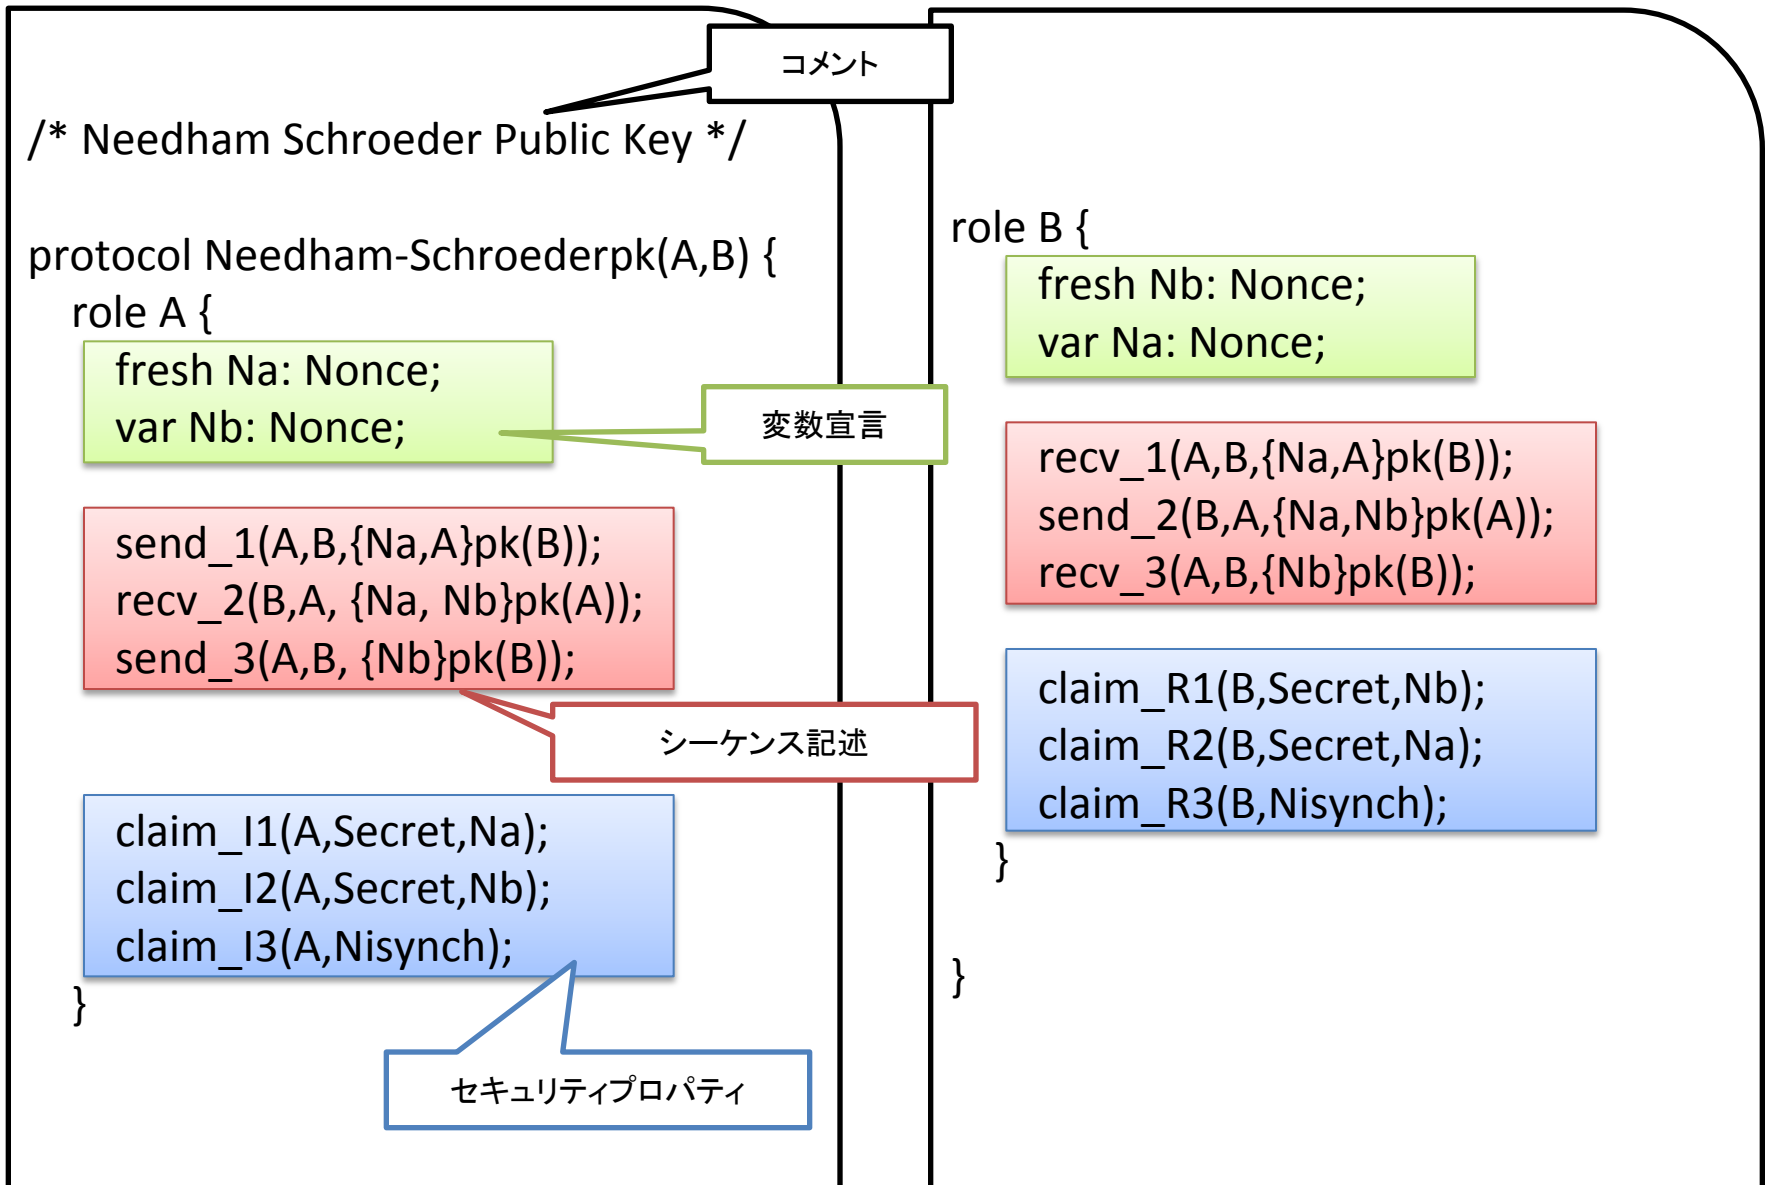 コメント
/* Needham Schroeder Public Key */
protocol Needham-Schroederpk(A,B) {
role A {
fresh Na: Nonce;
var Nb: Nonce;
変数宣言
send_1(A,B,{Na,A}pk(B));
recv_2(B,A, {Na, Nb}pk(A));
send_3(A,B, {Nb}pk(B));
シーケンス記述
claim_I1(A,Secret,Na);
claim_I2(A,Secret,Nb);
claim_I3(A,Nisynch);
}
セキュリティプロパティ
role B {
fresh Nb: Nonce;
var Na: Nonce;
recv_1(A,B,{Na,A}pk(B));
send_2(B,A,{Na,Nb}pk(A));
recv_3(A,B,{Nb}pk(B));
claim_R1(B,Secret,Nb);
claim_R2(B,Secret,Na);
claim_R3(B,Nisynch);
}
}